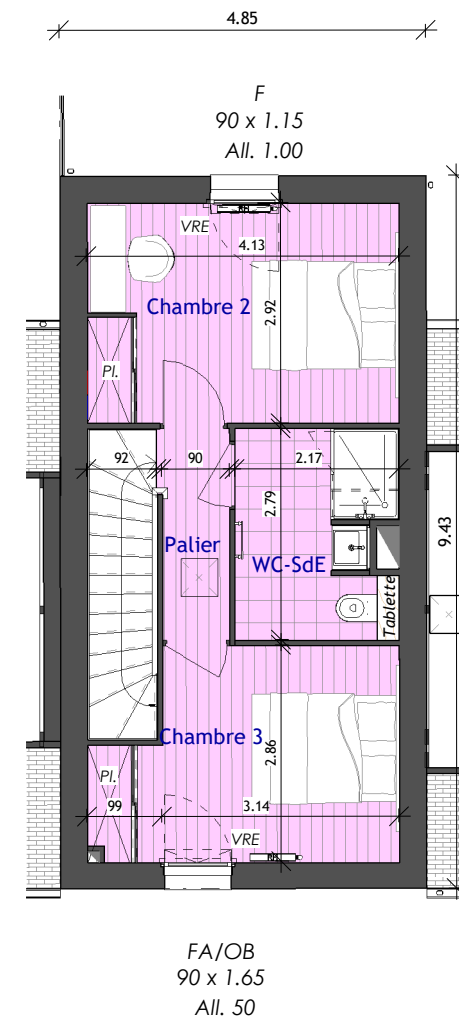 4.85
F
90 x 1.15
All. 1.00
VRE
4.13
Chambre 2
2.92
Pl.
92
90
2.17
2.79
9.43
Palier
WC-SdE
Tablette
Chambre 3
2.86
Pl.
99
3.14
VRE
FA/OB
90 x 1.65
All. 50